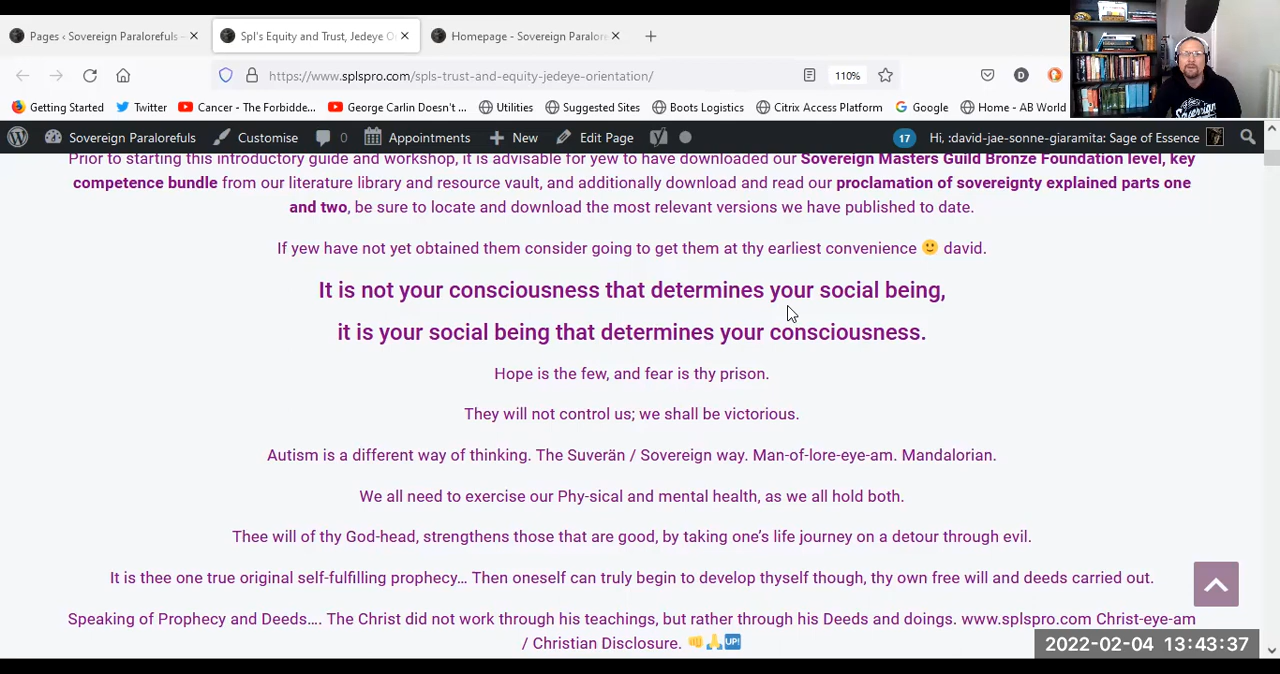 Pages ‹ Sovereign Paralorefuls -
Spl's Equity and Trust, Jedeye O
Homepage - Sovereign Paralor
https://www.splspro.com/spls-trust-and-equity-jedeye-orientation/
110%
Getting Started
Twitter
Cancer - The Forbidde...
George Carlin Doesn't ...
Utilities
Suggested Sites
Boots Logistics
Citrix Access Platform
Google
Home - AB World
Sovereign Paralorefuls
Customise
0
Appointments
New
Edit Page
17
Hi, :david-jae-sonne-giaramita: Sage of Essence
Prior to starting this introductory guide and workshop, it is advisable for yew to have downloaded our Sovereign Masters Guild Bronze Foundation level, key
competence bundle from our literature library and resource vault, and additionally download and read our proclamation of sovereignty explained parts one
and two, be sure to locate and download the most relevant versions we have published to date.
If yew have not yet obtained them consider going to get them at thy earliest convenience 🙂 david.
It is not your consciousness that determines your social being,
it is your social being that determines your consciousness.
Hope is the few, and fear is thy prison.
They will not control us; we shall be victorious.
Autism is a different way of thinking. The Suverän / Sovereign way. Man-of-lore-eye-am. Mandalorian.
We all need to exercise our Phy-sical and mental health, as we all hold both.
Thee will of thy God-head, strengthens those that are good, by taking one's life journey on a detour through evil.
It is thee one true original self-fulfilling prophecy… Then oneself can truly begin to develop thyself though, thy own free will and deeds carried out.
Speaking of Prophecy and Deeds…. The Christ did not work through his teachings, but rather through his Deeds and doings. www.splspro.com Christ-eye-am
/ Christian Disclosure. 👊🙏🆙
2022-02-04 13:43:37